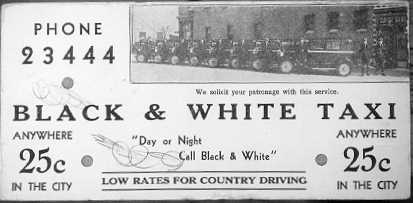 PHONE
23444
We solicit your patronage with this service.
BLACK & WHITE TAXI
ANYWHERE
25c
IN THE CITY
"Day or Night
Call Black & White"
LOW RATES FOR COUNTRY DRIVING
ANYWHERE
25c
IN THE CITY